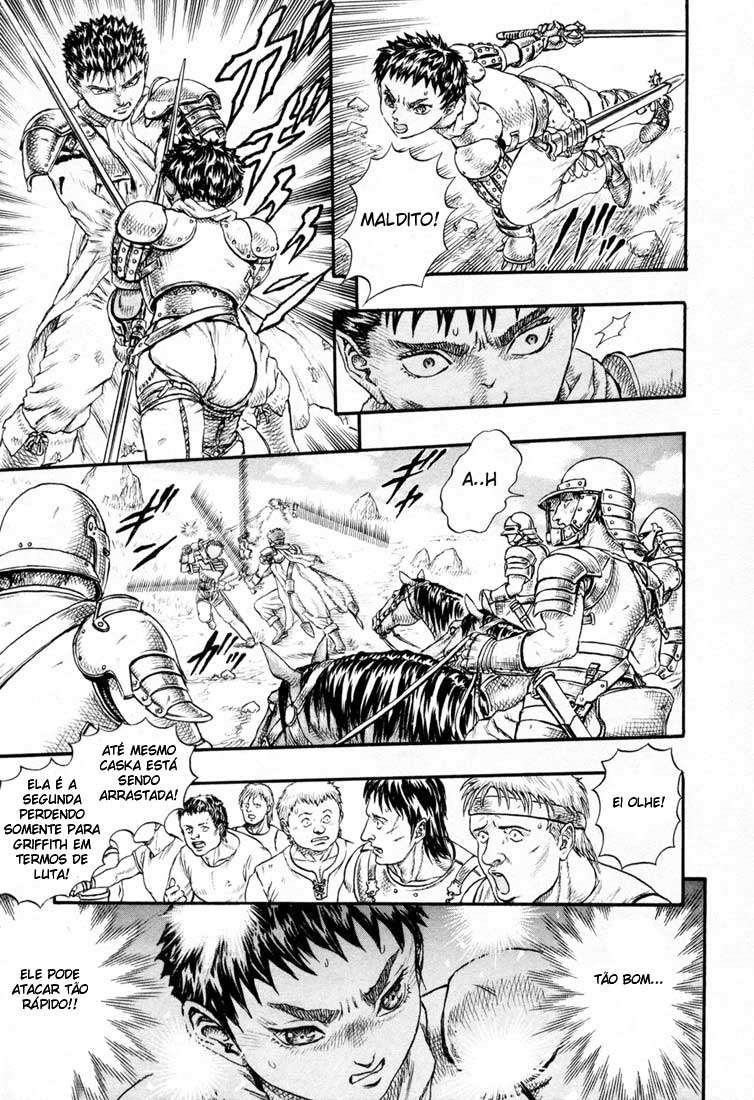 MALDITO!
A..H
EI OLHE!
ATÉ MESMO
CASKA ESTÁ
SENDO
ARRASTADA!
ELA É A
SEGUNDA
PERDENDO
SOMENTE PARA
GRIFFITH EM
TERMOS DE
LUTA!
TÃO BOM...
ELE PODE
ATACAR TÃO
RÁPIDO!!